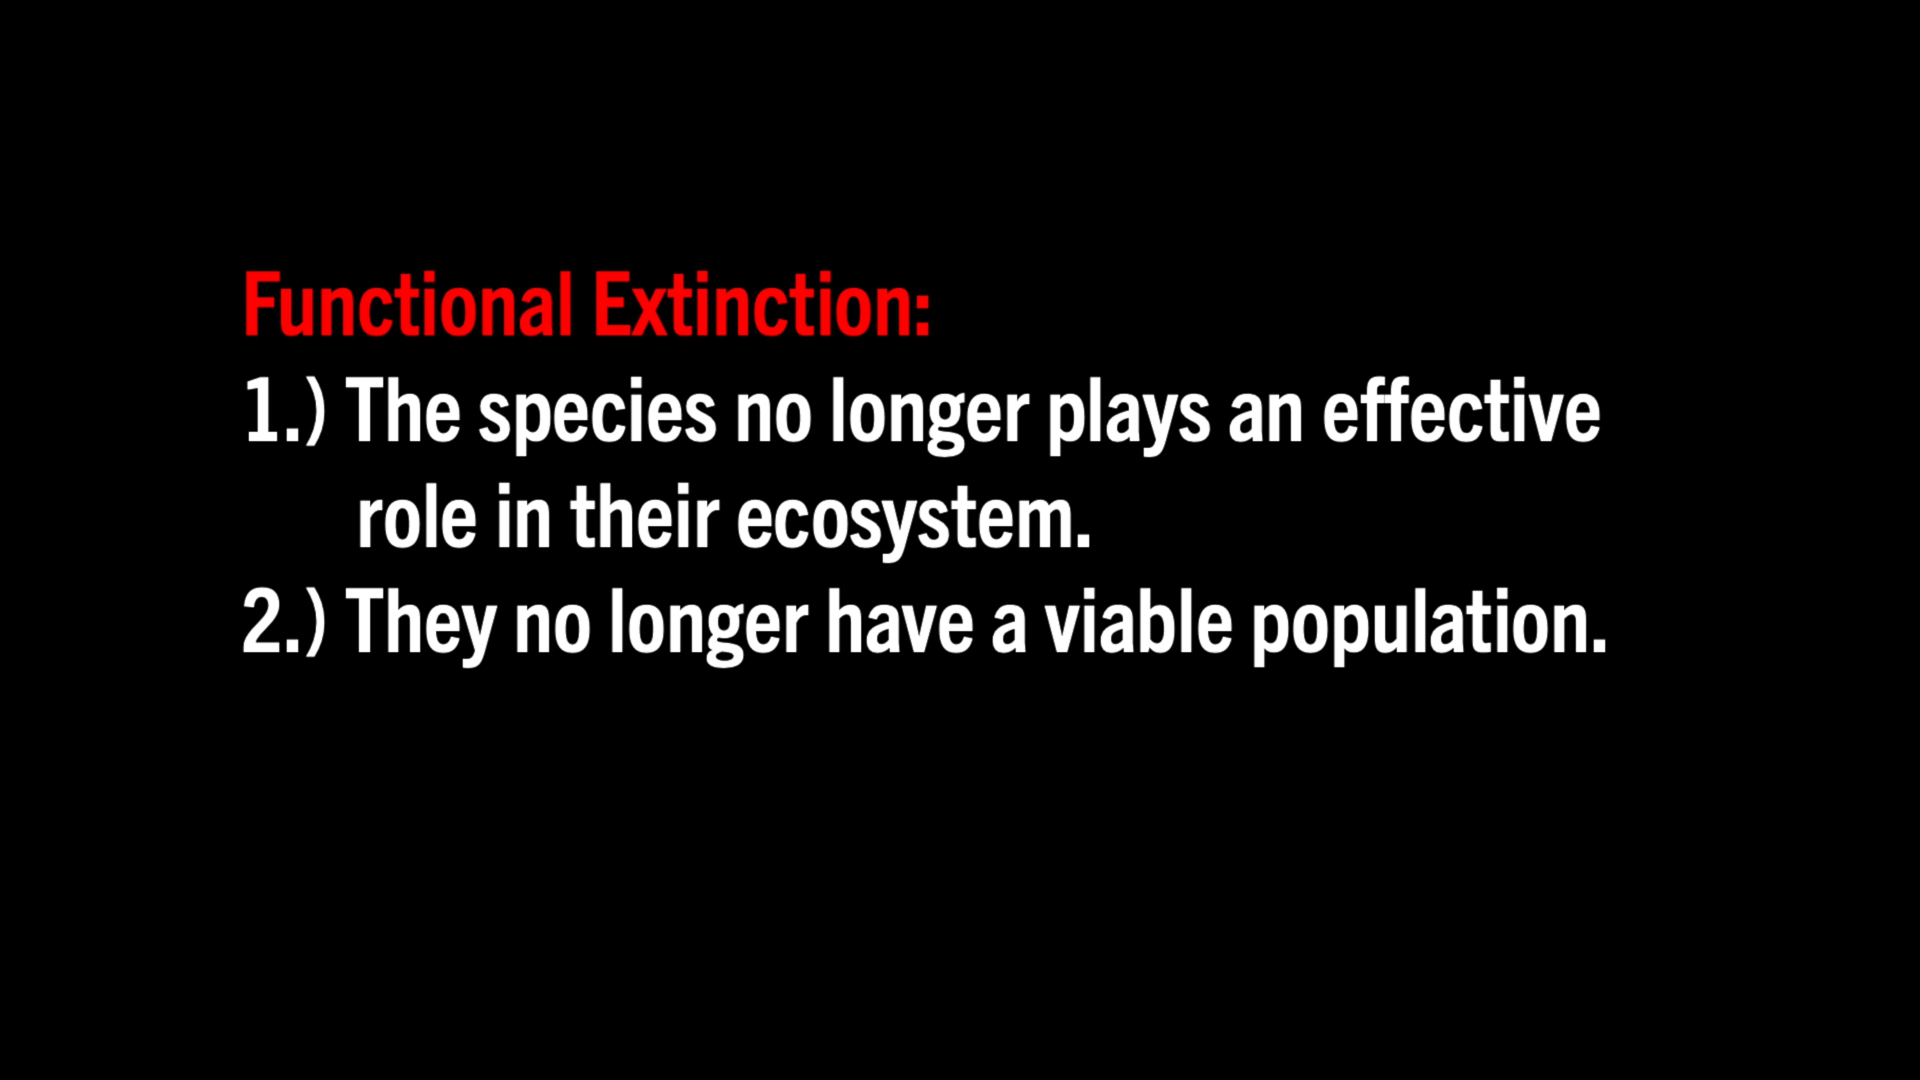 Functional Extinction:
1.) The species no longer plays an effective
role in their ecosystem.
2.) They no longer have a viable population.